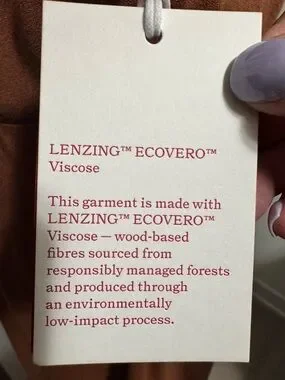 LENZING™ ECOVERO™
Viscose
This garment is made with
LENZING™ ECOVERO™
Viscose — wood-based
fibres sourced from
responsibly managed forests
and produced through
an environmentally
low-impact process.